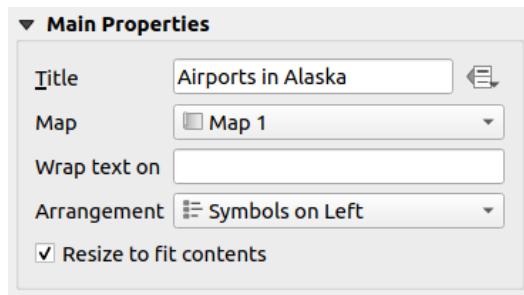 Main Properties
Title Airports in Alaska
Map Map 1
Wrap text on
Arrangement Symbols on Left
Resize to fit contents